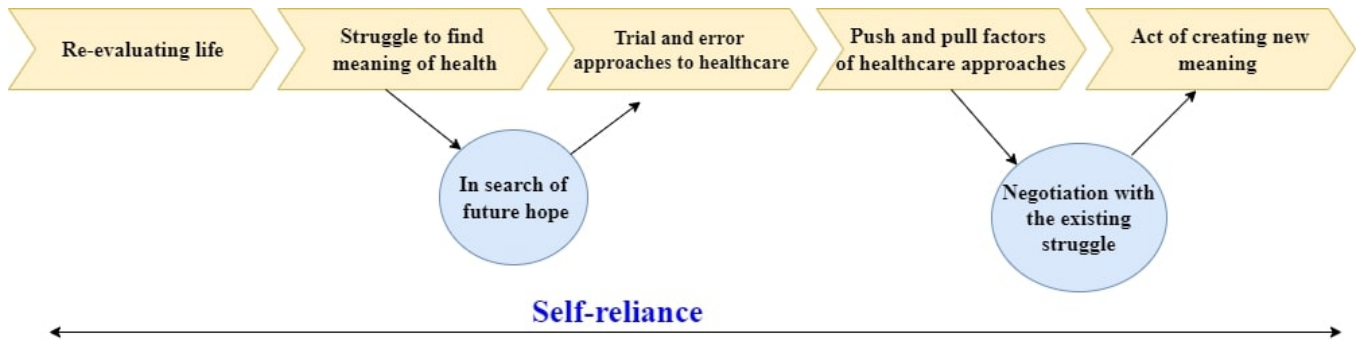 Re-evaluating life
Struggle to find
meaning of health
Trial and error
approaches to healthcare
Push and pull factors
of healthcare approaches
Act of creating new
meaning
In search of
future hope
Negotiation with
the existing
struggle
Self-reliance